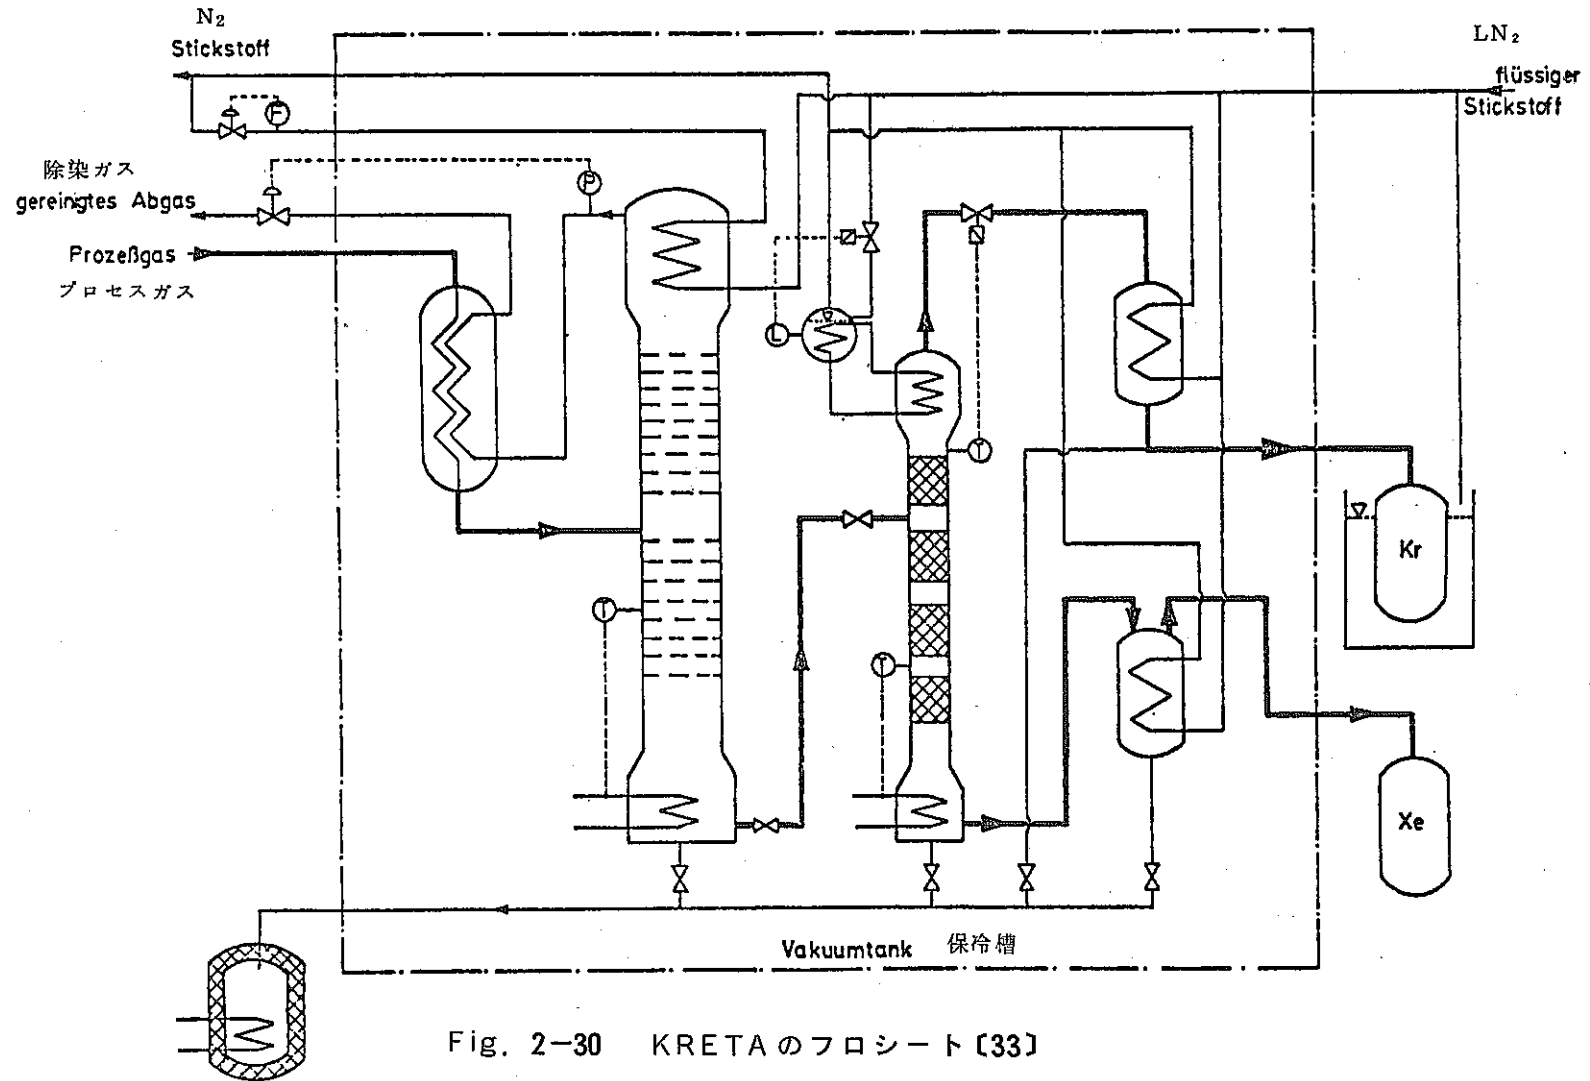 N₂
Stickstoff
LN₂
flüssiger
Stickstoff
F
除染ガス
gereinigtes Abgas
P
Prozeßgas
プロセスガス
L
T
Kr
T
T
Xe
Vakuumtank 保冷槽
Fig. 2-30 KRETAのフロシート〔33〕